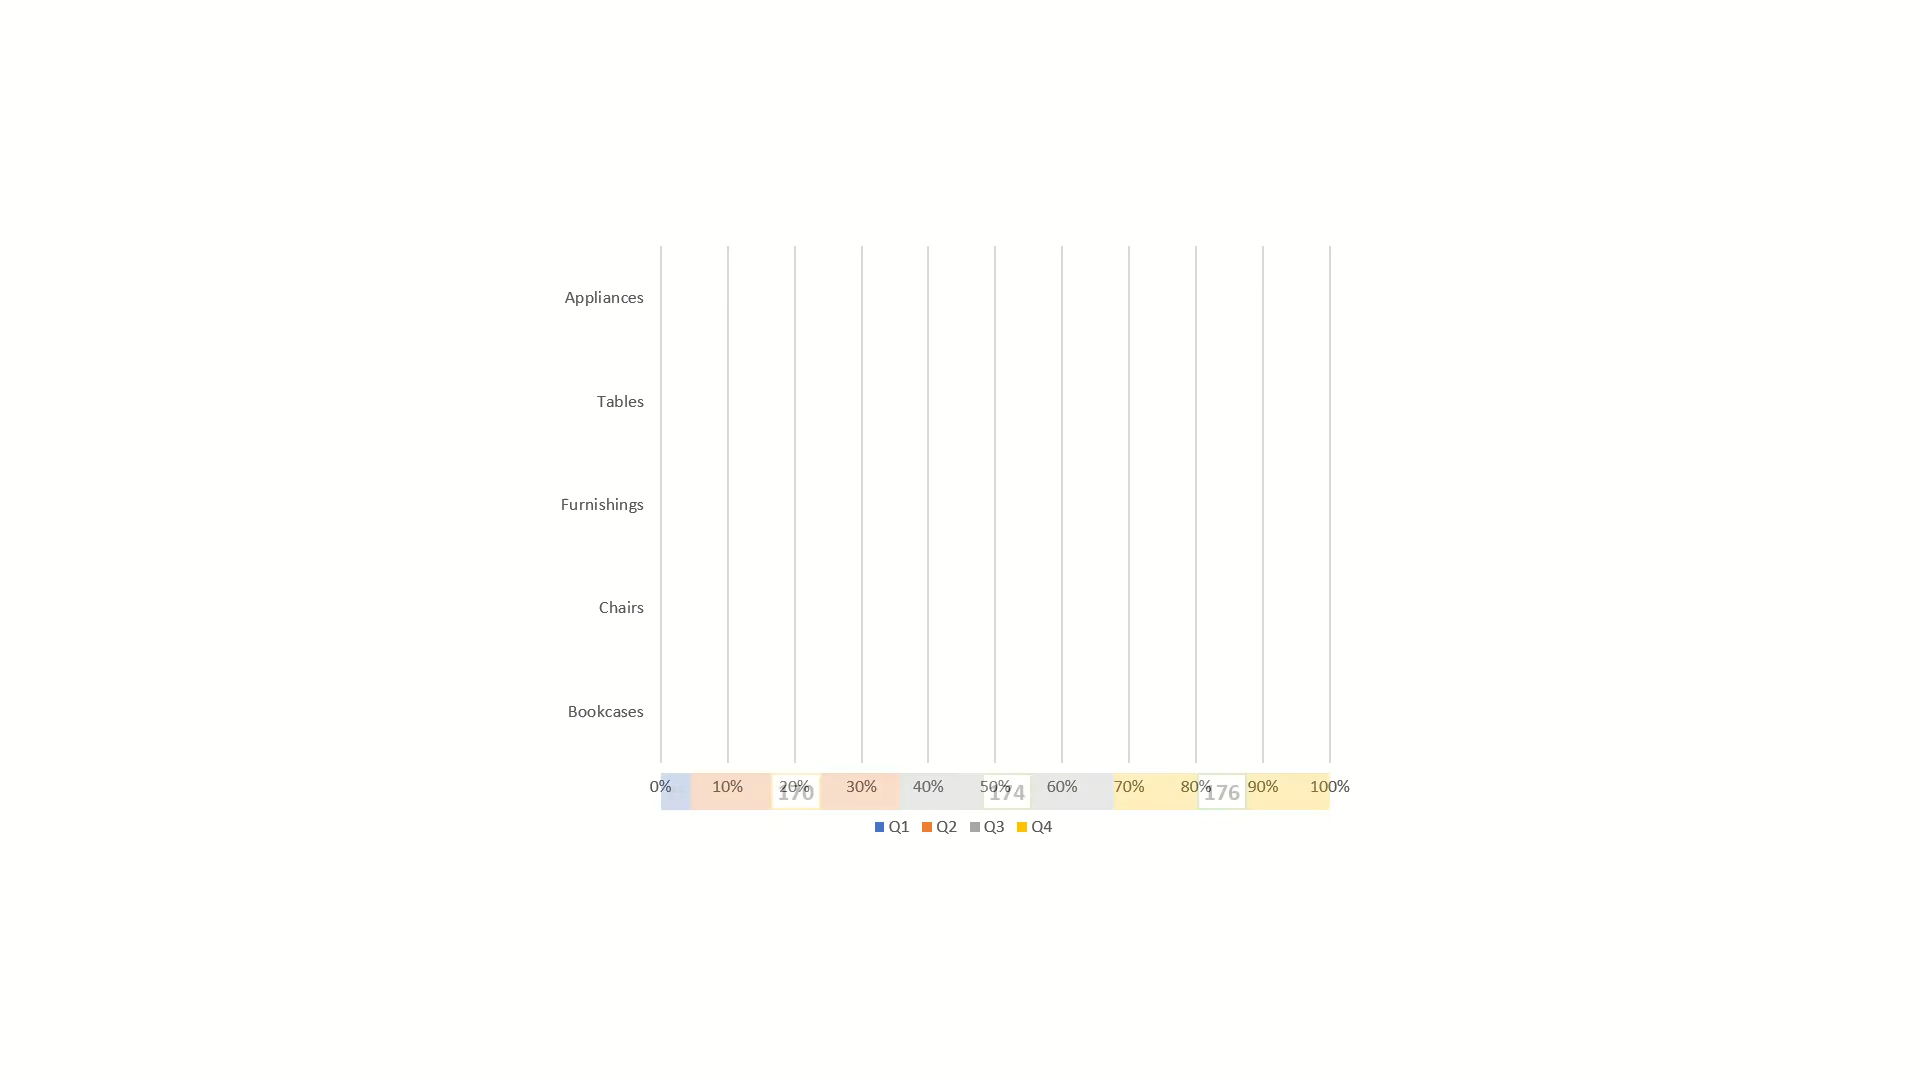 Appliances
Tables
Furnishings
Chairs
Bookcases
0% 10% 20% 30% 40% 50% 60% 70% 80% 90% 100%
170 174 176
Q1 Q2 Q3 Q4